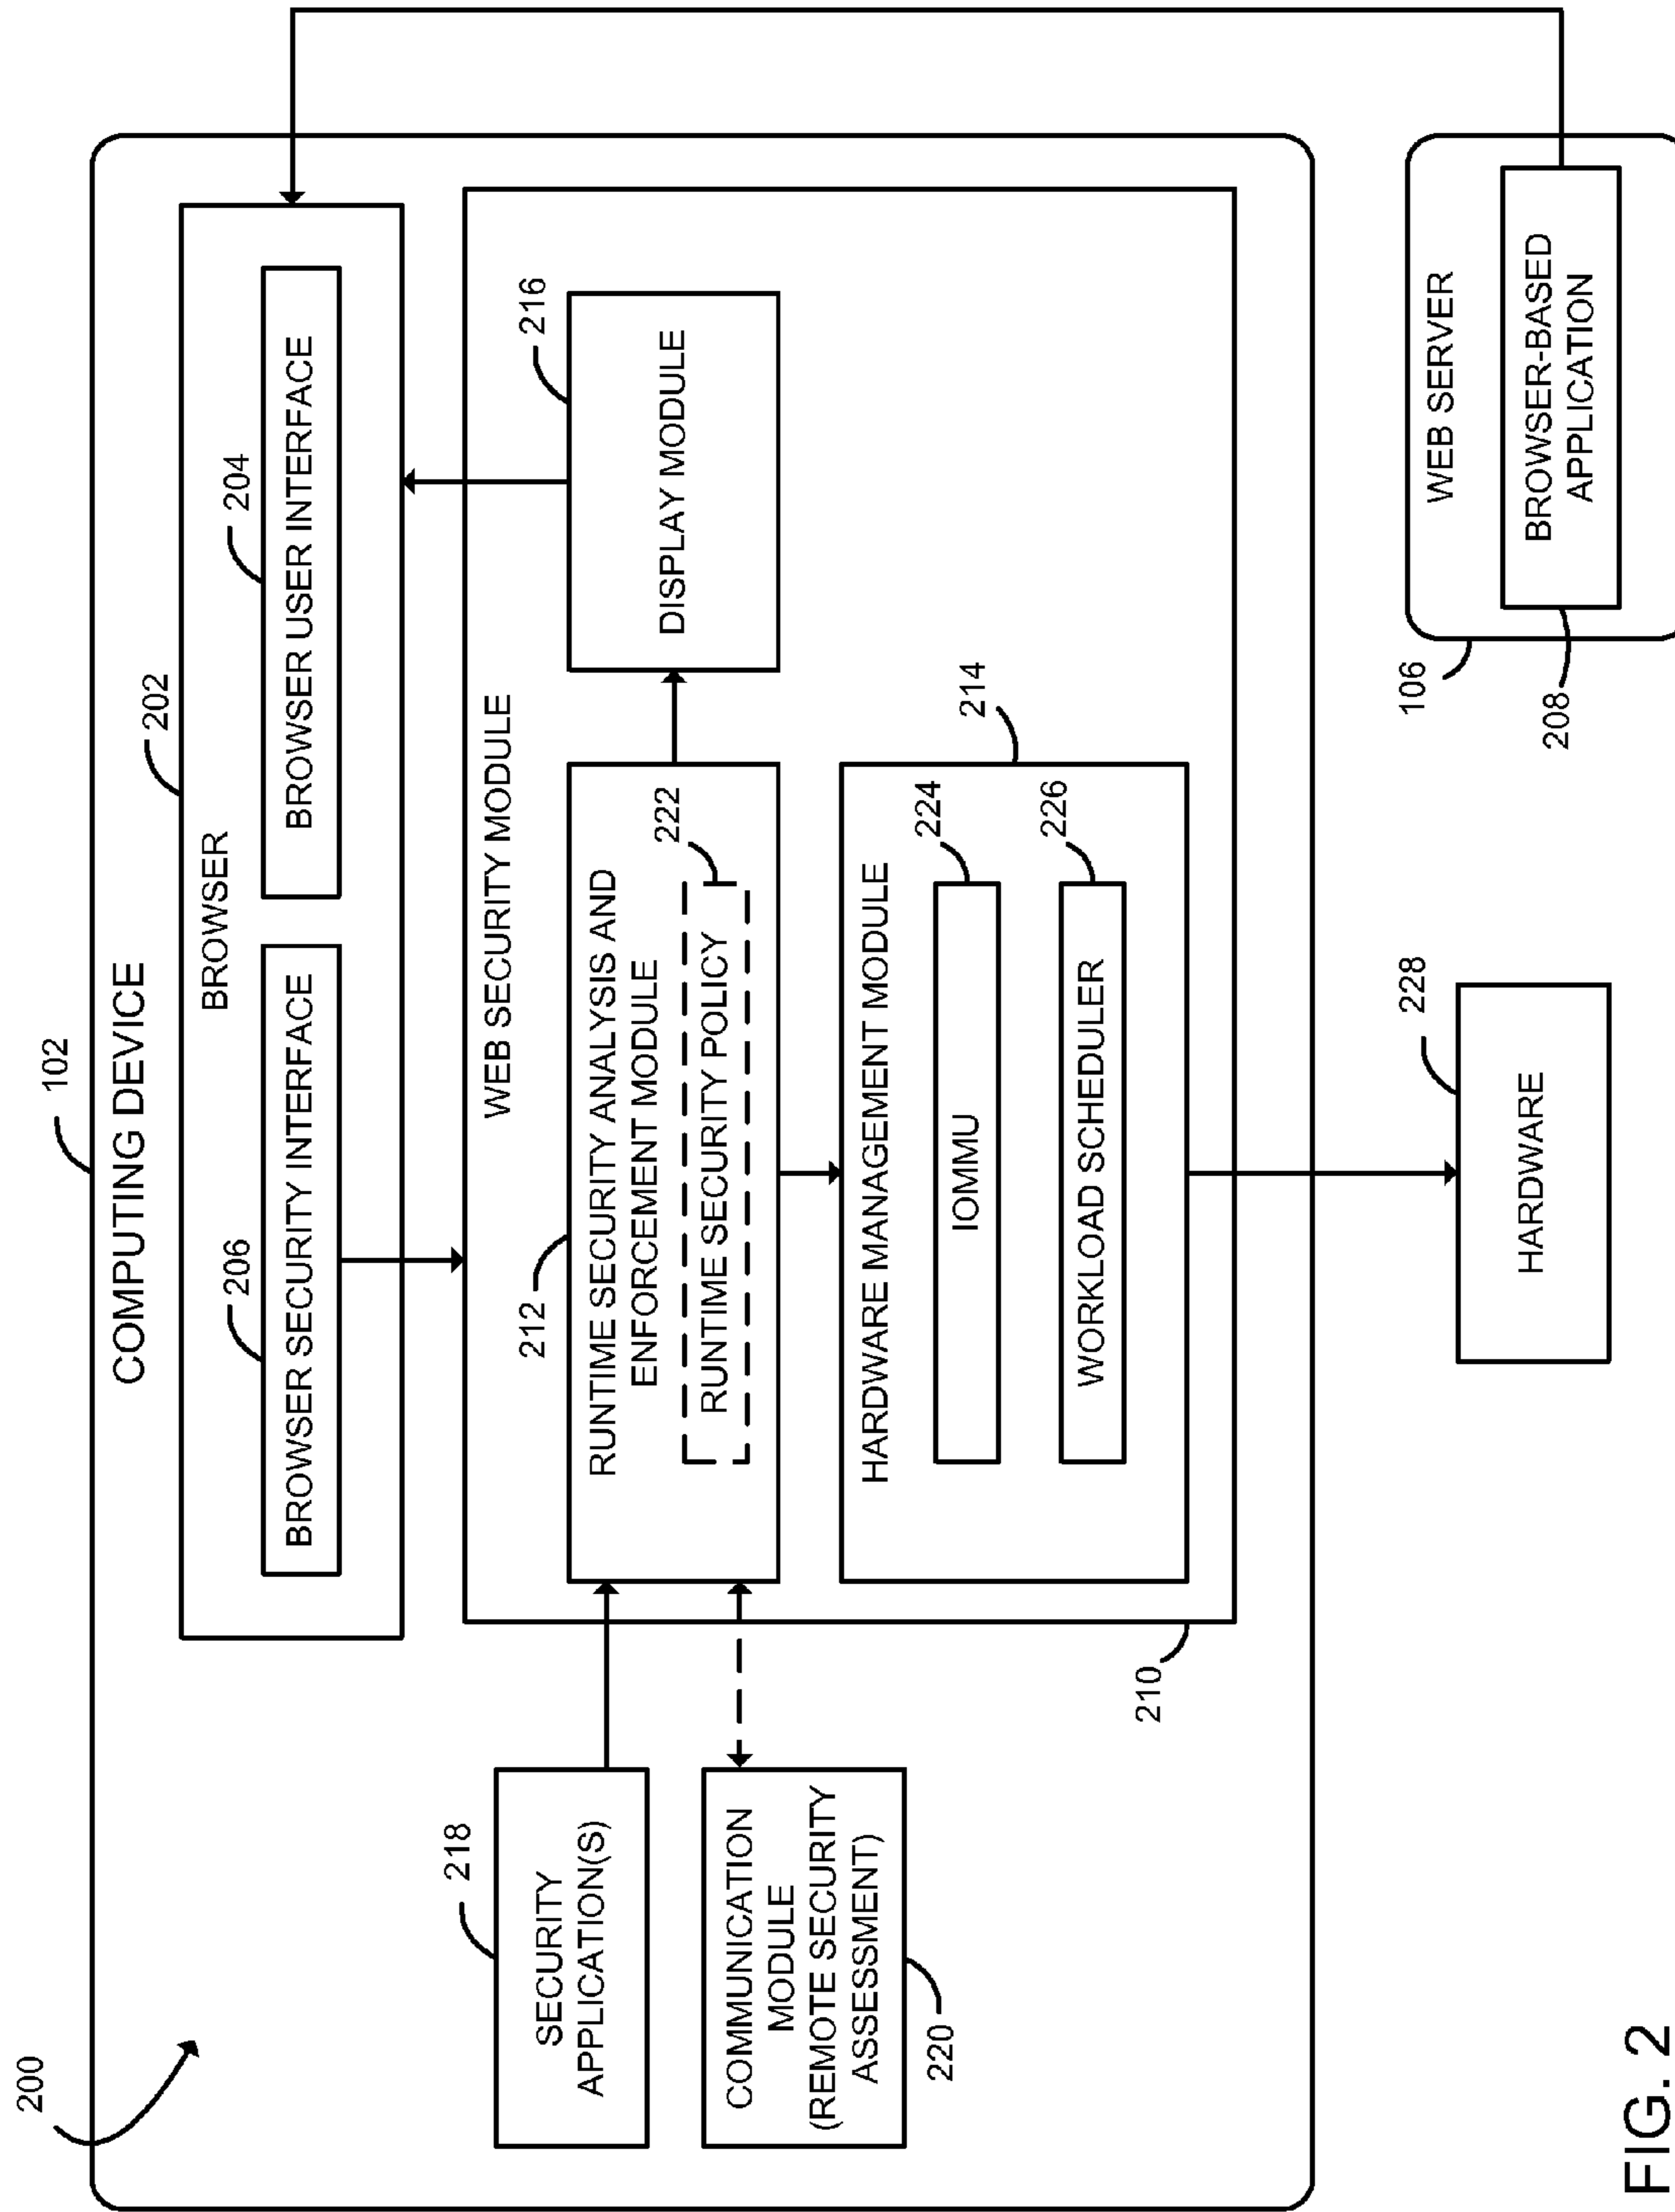 200
102
COMPUTING DEVICE
202
BROWSER
206
BROWSER SECURITY INTERFACE
204
BROWSER USER INTERFACE
WEB SECURITY MODULE
218
SECURITY
APPLICATION(S)
212
RUNTIME SECURITY ANALYSIS AND
ENFORCEMENT MODULE
222
RUNTIME SECURITY POLICY
216
DISPLAY MODULE
COMMUNICATION
MODULE
(REMOTE SECURITY
ASSESSMENT)
220
HARDWARE MANAGEMENT MODULE
214
224
IOMMU
226
WORKLOAD SCHEDULER
210
228
HARDWARE
WEB SERVER
106
BROWSER-BASED
APPLICATION
208
FIG. 2